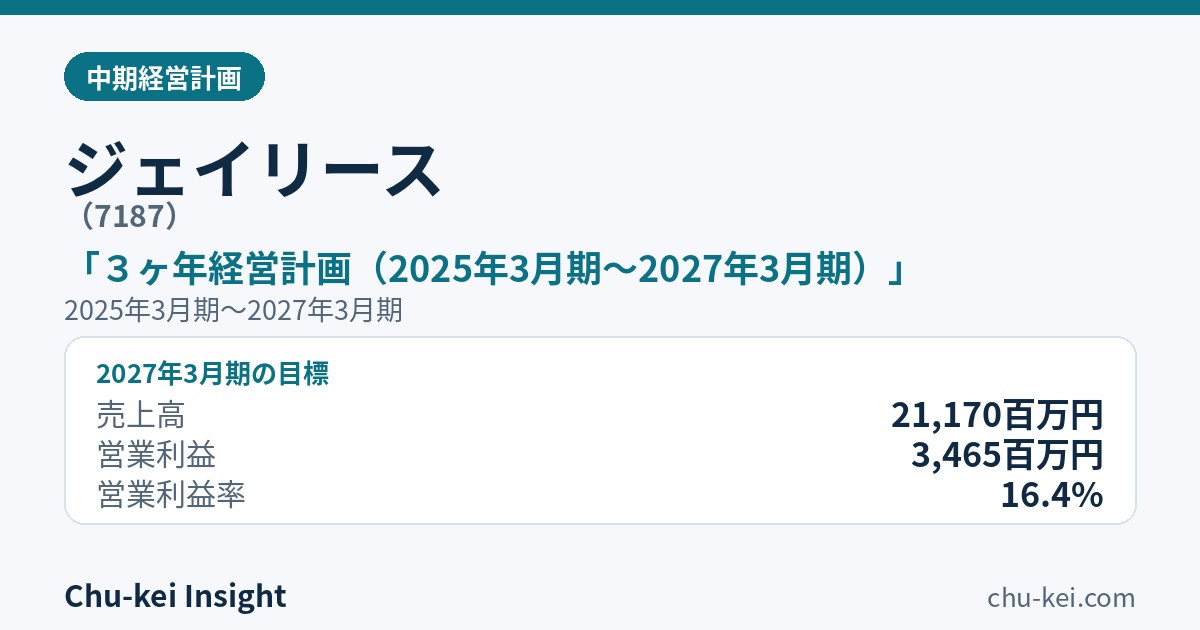 中期経営計画
ジェイリース
（7187）
「３ヶ年経営計画（2025年3月期～2027年3月期）」
2025年3月期～2027年3月期
2027年3月期の目標
売上高 21,170百万円
営業利益 3,465百万円
営業利益率 16.4%
Chu-kei Insight chu-kei.com